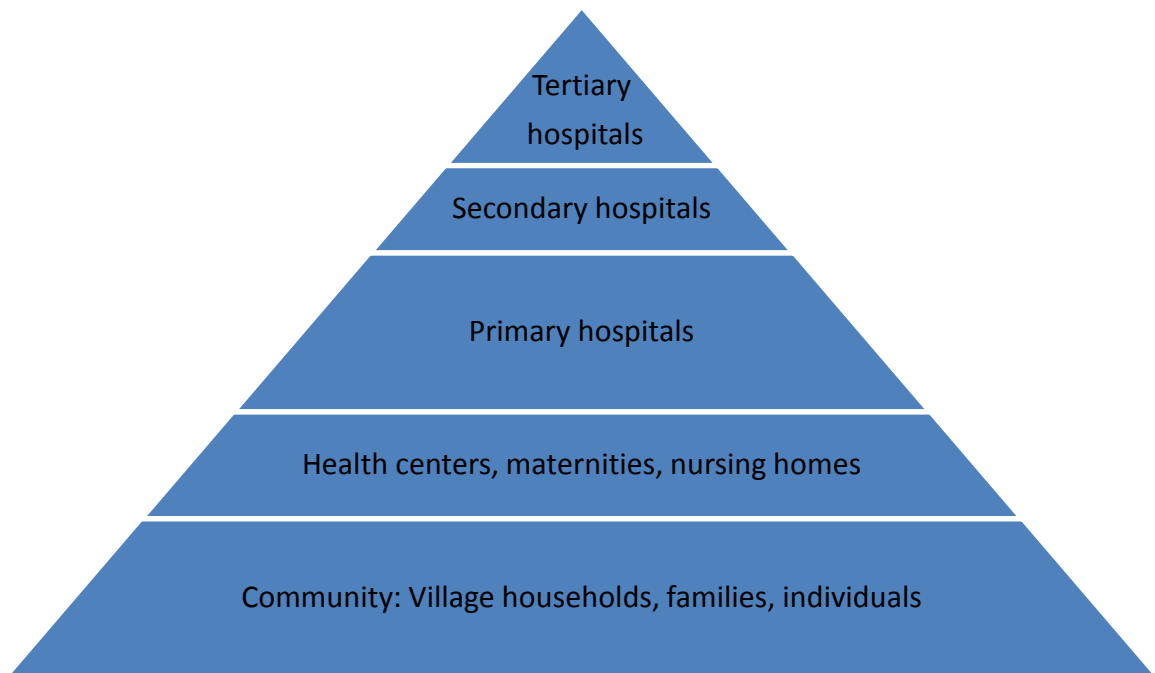 Tertiary
hospitals
Secondary hospitals
Primary hospitals
Health centers, maternities, nursing homes
Community: Village households, families, individuals